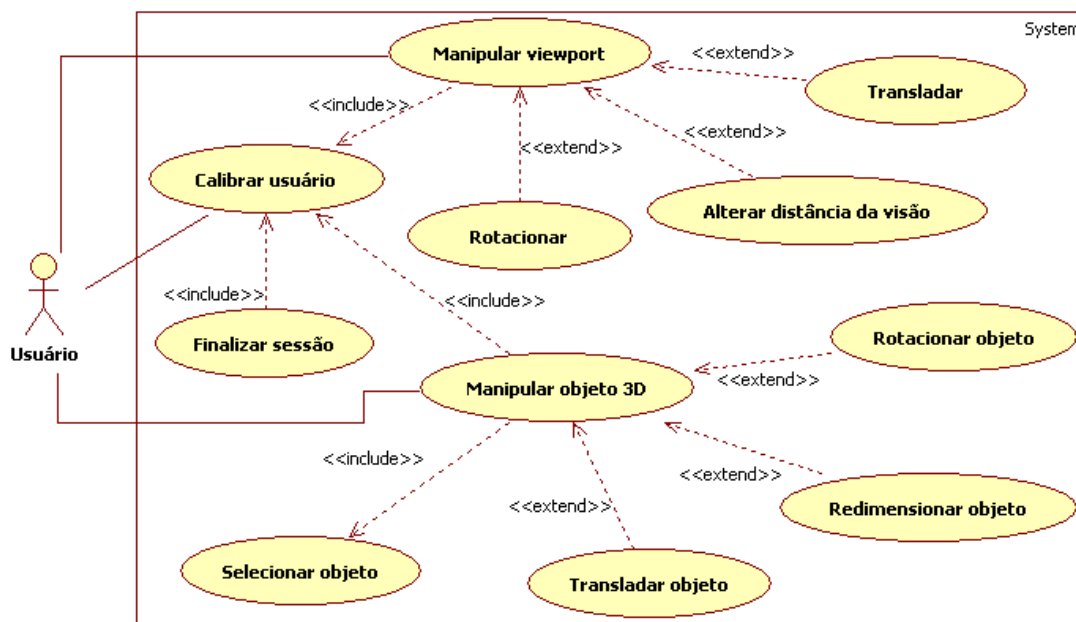 System
Manipular viewport
<<extend>>
Transladar
<<include>>
<<extend>>
<<extend>>
Calibrar usuário
Alterar distância da visão
Rotacionar
<<include>>
<<include>>
Usuário
Finalizar sessão
Rotacionar objeto
Manipular objeto 3D
<<extend>>
<<include>>
<<extend>>
<<extend>>
Redimensionar objeto
Selecionar objeto
Transladar objeto